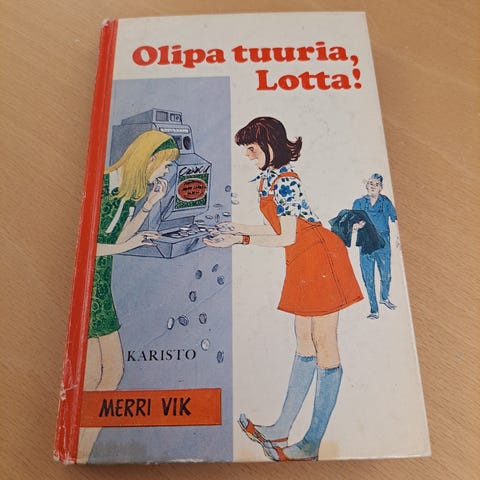 Olipa tuuria,
Lotta!
KARISTO
MERRI VIK